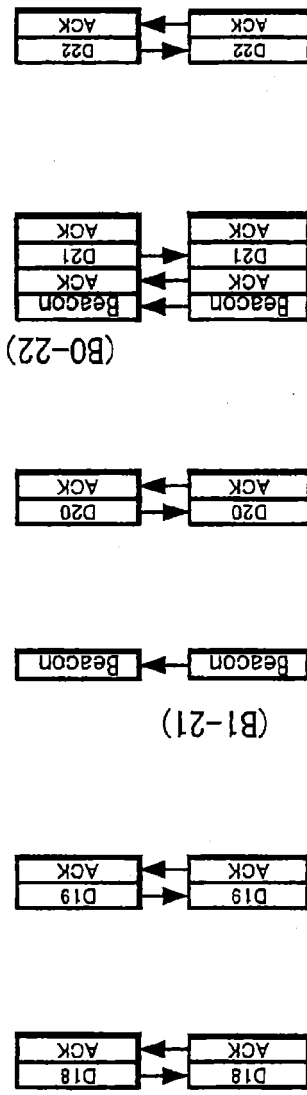 D18 D18
ACK ACK
D19 D19
ACK ACK
(B1-21)
Beacon Beacon
D20 D20
ACK ACK
(B0-22)
Beacon Beacon
ACK ACK
D21 D21
ACK ACK
D22 D22
ACK ACK